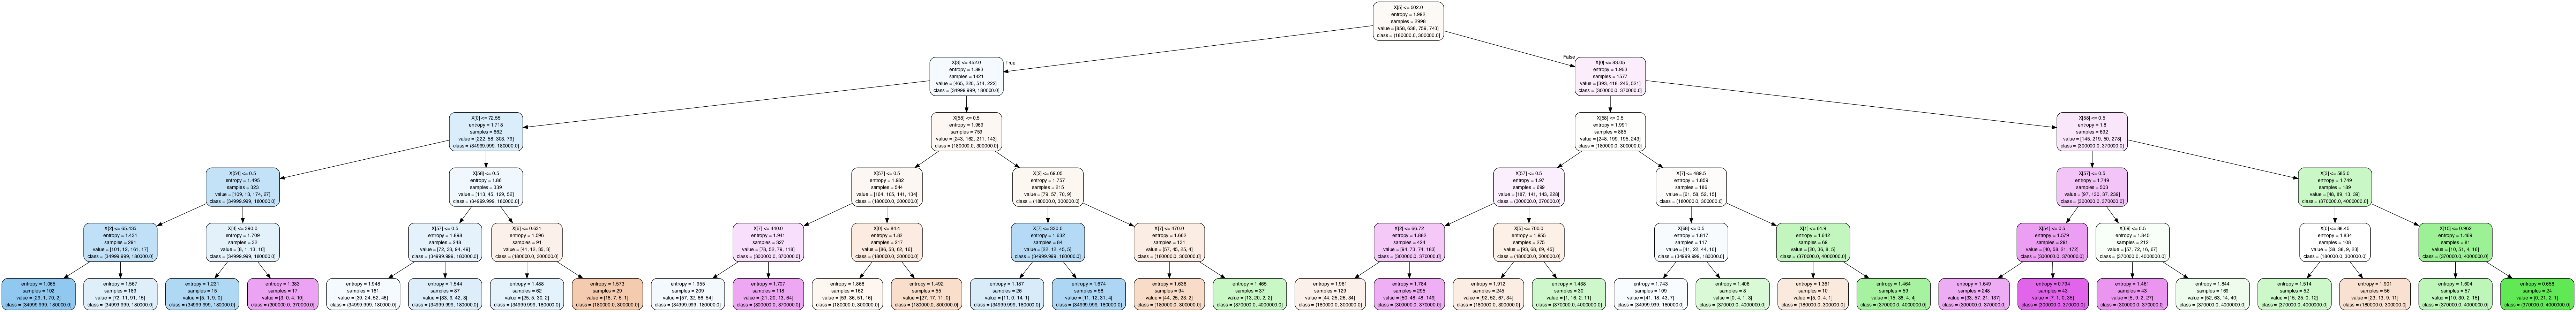 X[5] <= 502.0
entropy = 1.992
samples = 2998
value = [858, 638, 759, 743]
class = (180000.0, 300000.0]
True
False
X[3] <= 452.0
entropy = 1.893
samples = 1421
value = [465, 220, 514, 222]
class = (34999.999, 180000.0]
X[0] <= 83.05
entropy = 1.953
samples = 1577
value = [393, 418, 245, 521]
class = (300000.0, 370000.0]
X[0] <= 72.55
entropy = 1.718
samples = 662
value = [222, 58, 303, 79]
class = (34999.999, 180000.0]
X[58] <= 0.5
entropy = 1.969
samples = 759
value = [243, 162, 211, 143]
class = (180000.0, 300000.0]
X[58] <= 0.5
entropy = 1.991
samples = 885
value = [248, 199, 195, 243]
class = (180000.0, 300000.0]
X[58] <= 0.5
entropy = 1.8
samples = 692
value = [145, 219, 50, 278]
class = (300000.0, 370000.0]
X[54] <= 0.5
entropy = 1.495
samples = 323
value = [109, 13, 174, 27]
class = (34999.999, 180000.0]
X[58] <= 0.5
entropy = 1.86
samples = 339
value = [113, 45, 129, 52]
class = (34999.999, 180000.0]
X[57] <= 0.5
entropy = 1.982
samples = 544
value = [164, 105, 141, 134]
class = (180000.0, 300000.0]
X[2] <= 69.05
entropy = 1.757
samples = 215
value = [79, 57, 70, 9]
class = (180000.0, 300000.0]
X[57] <= 0.5
entropy = 1.97
samples = 699
value = [187, 141, 143, 228]
class = (300000.0, 370000.0]
X[7] <= 489.5
entropy = 1.859
samples = 186
value = [61, 58, 52, 15]
class = (180000.0, 300000.0]
X[57] <= 0.5
entropy = 1.749
samples = 503
value = [97, 130, 37, 239]
class = (300000.0, 370000.0]
X[3] <= 585.0
entropy = 1.749
samples = 189
value = [48, 89, 13, 39]
class = (370000.0, 4000000.0]
X[2] <= 65.435
entropy = 1.431
samples = 291
value = [101, 12, 161, 17]
class = (34999.999, 180000.0]
X[4] <= 390.0
entropy = 1.709
samples = 32
value = [8, 1, 13, 10]
class = (34999.999, 180000.0]
X[57] <= 0.5
entropy = 1.898
samples = 248
value = [72, 33, 94, 49]
class = (34999.999, 180000.0]
X[6] <= 0.631
entropy = 1.596
samples = 91
value = [41, 12, 35, 3]
class = (180000.0, 300000.0]
X[7] <= 440.0
entropy = 1.941
samples = 327
value = [78, 52, 79, 118]
class = (300000.0, 370000.0]
X[0] <= 84.4
entropy = 1.82
samples = 217
value = [86, 53, 62, 16]
class = (180000.0, 300000.0]
X[7] <= 330.0
entropy = 1.632
samples = 84
value = [22, 12, 45, 5]
class = (34999.999, 180000.0]
X[7] <= 470.0
entropy = 1.662
samples = 131
value = [57, 45, 25, 4]
class = (180000.0, 300000.0]
X[2] <= 66.72
entropy = 1.882
samples = 424
value = [94, 73, 74, 183]
class = (300000.0, 370000.0]
X[5] <= 700.0
entropy = 1.955
samples = 275
value = [93, 68, 69, 45]
class = (180000.0, 300000.0]
X[68] <= 0.5
entropy = 1.817
samples = 117
value = [41, 22, 44, 10]
class = (34999.999, 180000.0]
X[1] <= 64.9
entropy = 1.642
samples = 69
value = [20, 36, 8, 5]
class = (370000.0, 4000000.0]
X[54] <= 0.5
entropy = 1.579
samples = 291
value = [40, 58, 21, 172]
class = (300000.0, 370000.0]
X[69] <= 0.5
entropy = 1.845
samples = 212
value = [57, 72, 16, 67]
class = (370000.0, 4000000.0]
X[0] <= 88.45
entropy = 1.834
samples = 108
value = [38, 38, 9, 23]
class = (180000.0, 300000.0]
X[15] <= 0.962
entropy = 1.469
samples = 81
value = [10, 51, 4, 16]
class = (370000.0, 4000000.0]
entropy = 1.065
samples = 102
value = [29, 1, 70, 2]
class = (34999.999, 180000.0]
entropy = 1.567
samples = 189
value = [72, 11, 91, 15]
class = (34999.999, 180000.0]
entropy = 1.231
samples = 15
value = [5, 1, 9, 0]
class = (34999.999, 180000.0]
entropy = 1.383
samples = 17
value = [3, 0, 4, 10]
class = (300000.0, 370000.0]
entropy = 1.948
samples = 161
value = [39, 24, 52, 46]
class = (34999.999, 180000.0]
entropy = 1.544
samples = 87
value = [33, 9, 42, 3]
class = (34999.999, 180000.0]
entropy = 1.488
samples = 62
value = [25, 5, 30, 2]
class = (34999.999, 180000.0]
entropy = 1.573
samples = 29
value = [16, 7, 5, 1]
class = (180000.0, 300000.0]
entropy = 1.955
samples = 209
value = [57, 32, 66, 54]
class = (34999.999, 180000.0]
entropy = 1.707
samples = 118
value = [21, 20, 13, 64]
class = (300000.0, 370000.0]
entropy = 1.868
samples = 162
value = [59, 36, 51, 16]
class = (180000.0, 300000.0]
entropy = 1.492
samples = 55
value = [27, 17, 11, 0]
class = (180000.0, 300000.0]
entropy = 1.187
samples = 26
value = [11, 0, 14, 1]
class = (34999.999, 180000.0]
entropy = 1.674
samples = 58
value = [11, 12, 31, 4]
class = (34999.999, 180000.0]
entropy = 1.636
samples = 94
value = [44, 25, 23, 2]
class = (180000.0, 300000.0]
entropy = 1.465
samples = 37
value = [13, 20, 2, 2]
class = (370000.0, 4000000.0]
entropy = 1.961
samples = 129
value = [44, 25, 26, 34]
class = (180000.0, 300000.0]
entropy = 1.784
samples = 295
value = [50, 48, 48, 149]
class = (300000.0, 370000.0]
entropy = 1.912
samples = 245
value = [92, 52, 67, 34]
class = (180000.0, 300000.0]
entropy = 1.438
samples = 30
value = [1, 16, 2, 11]
class = (370000.0, 4000000.0]
entropy = 1.743
samples = 109
value = [41, 18, 43, 7]
class = (34999.999, 180000.0]
entropy = 1.406
samples = 8
value = [0, 4, 1, 3]
class = (370000.0, 4000000.0]
entropy = 1.361
samples = 10
value = [5, 0, 4, 1]
class = (180000.0, 300000.0]
entropy = 1.464
samples = 59
value = [15, 36, 4, 4]
class = (370000.0, 4000000.0]
entropy = 1.649
samples = 248
value = [33, 57, 21, 137]
class = (300000.0, 370000.0]
entropy = 0.784
samples = 43
value = [7, 1, 0, 35]
class = (300000.0, 370000.0]
entropy = 1.461
samples = 43
value = [5, 9, 2, 27]
class = (300000.0, 370000.0]
entropy = 1.844
samples = 169
value = [52, 63, 14, 40]
class = (370000.0, 4000000.0]
entropy = 1.514
samples = 52
value = [15, 25, 0, 12]
class = (370000.0, 4000000.0]
entropy = 1.801
samples = 56
value = [23, 13, 9, 11]
class = (180000.0, 300000.0]
entropy = 1.604
samples = 57
value = [10, 30, 2, 15]
class = (370000.0, 4000000.0]
entropy = 0.658
samples = 24
value = [0, 21, 2, 1]
class = (370000.0, 4000000.0]